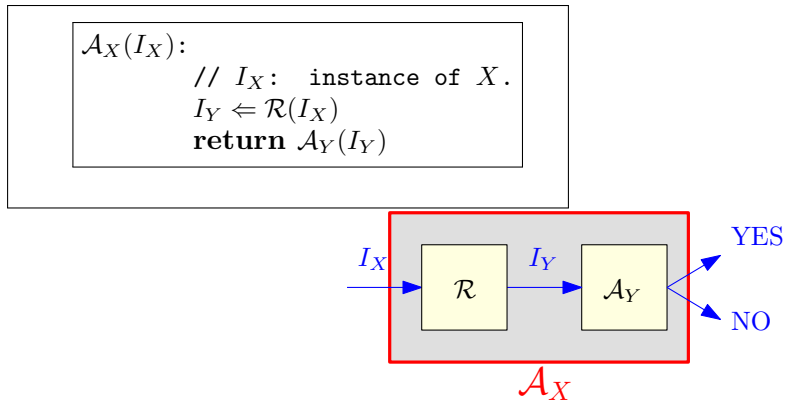 𝒜_X(I_X):
// I_X: instance of X.
I_Y ⇐ ℛ(I_X)
return 𝒜_Y(I_Y)
YES
I_X I_Y
ℛ 𝒜_Y
NO
𝒜_X